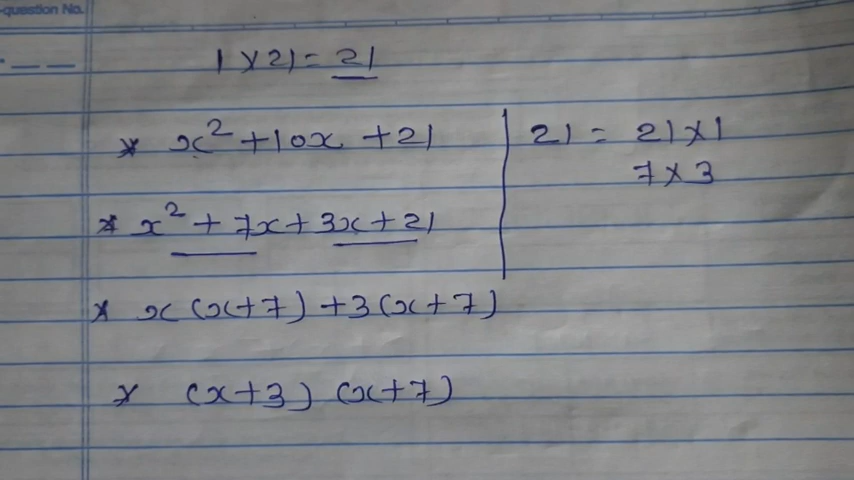 -question No.
1 x 21 = 21
* x² + 10x + 21
21 = 21 x 1
7 x 3
* x² + 7x + 3x + 21
* x (x+7) + 3 (x+7)
* (x+3) (x+7)